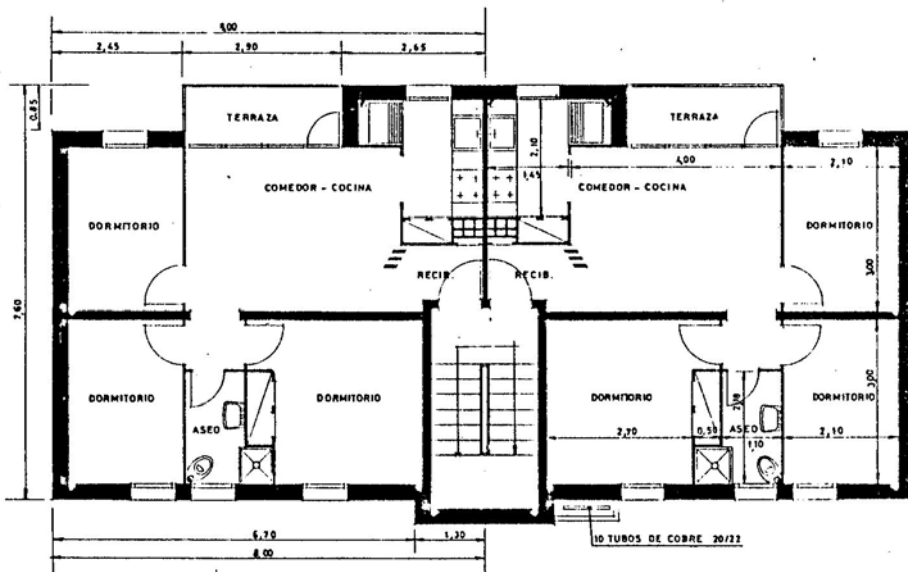 8,00
2,45 2,90 2,65
0,85
TERRAZA TERRAZA
2,10
4,00 2,10
1,45
COMEDOR - COCINA COMEDOR - COCINA
DORMITORIO DORMITORIO
3,00
RECIB. RECIB.
7,60
3,00
DORMITORIO DORMITORIO DORMITORIO DORMITORIO
ASEO ASEO
2,70 0,50 1,10 2,10
6,70 1,30
8,00
10 TUBOS DE COBRE 20/22